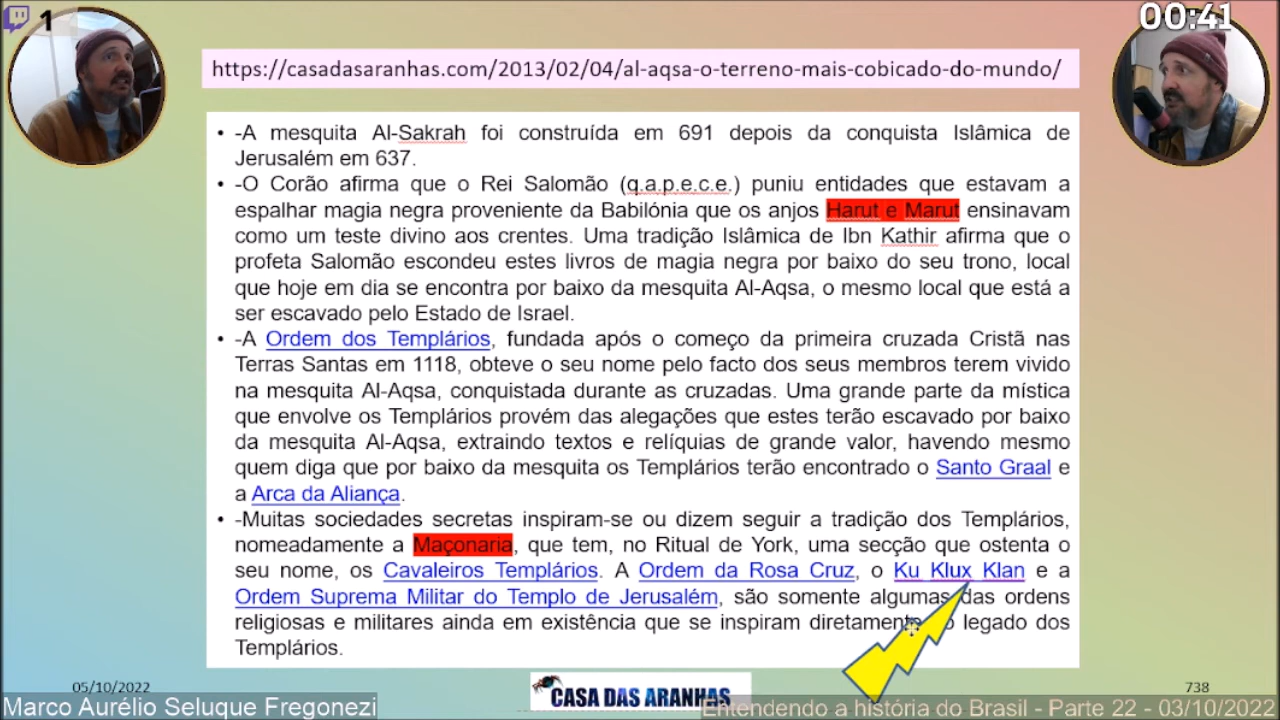 1
00:41
https://casadasaranhas.com/2013/02/04/al-aqsa-o-terreno-mais-cobicado-do-mundo/
• -A mesquita Al-Sakrah foi construída em 691 depois da conquista Islâmica de
Jerusalém em 637.
• -O Corão afirma que o Rei Salomão (q.a.p.e.c.e.) puniu entidades que estavam a
espalhar magia negra proveniente da Babilónia que os anjos Harut e Marut ensinavam
como um teste divino aos crentes. Uma tradição Islâmica de Ibn Kathir afirma que o
profeta Salomão escondeu estes livros de magia negra por baixo do seu trono, local
que hoje em dia se encontra por baixo da mesquita Al-Aqsa, o mesmo local que está a
ser escavado pelo Estado de Israel.
• -A Ordem dos Templários, fundada após o começo da primeira cruzada Cristã nas
Terras Santas em 1118, obteve o seu nome pelo facto dos seus membros terem vivido
na mesquita Al-Aqsa, conquistada durante as cruzadas. Uma grande parte da mística
que envolve os Templários provém das alegações que estes terão escavado por baixo
da mesquita Al-Aqsa, extraindo textos e relíquias de grande valor, havendo mesmo
quem diga que por baixo da mesquita os Templários terão encontrado o Santo Graal e
a Arca da Aliança.
• -Muitas sociedades secretas inspiram-se ou dizem seguir a tradição dos Templários,
nomeadamente a Maçonaria, que tem, no Ritual de York, uma secção que ostenta o
seu nome, os Cavaleiros Templários. A Ordem da Rosa Cruz, o Ku Klux Klan e a
Ordem Suprema Militar do Templo de Jerusalém, são somente algumas das ordens
religiosas e militares ainda em existência que se inspiram diretamente no legado dos
Templários.
05/10/2022
CASA DAS ARANHAS
738
Marco Aurélio Seluque Fregonezi
Entendendo a história do Brasil - Parte 22 - 03/10/2022